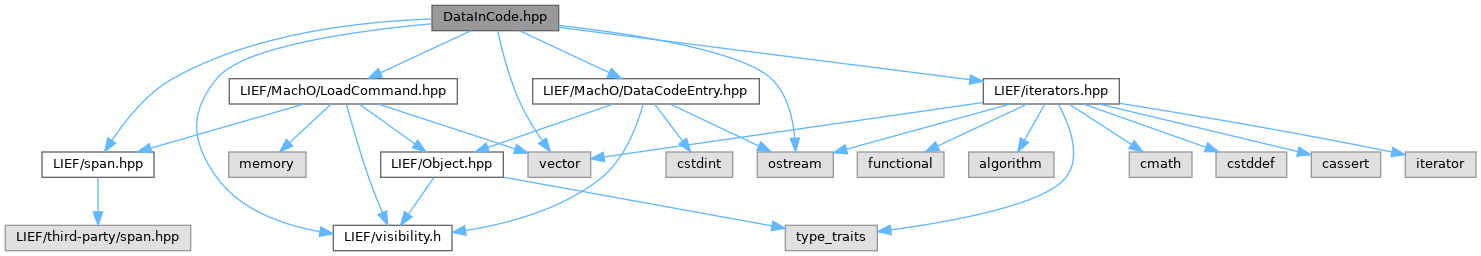 DataInCode.hpp
LIEF/MachO/LoadCommand.hpp
LIEF/MachO/DataCodeEntry.hpp
LIEF/iterators.hpp
LIEF/span.hpp
memory
LIEF/Object.hpp
vector
cstdint
ostream
functional
algorithm
cmath
cstddef
cassert
iterator
LIEF/third-party/span.hpp
LIEF/visibility.h
type_traits